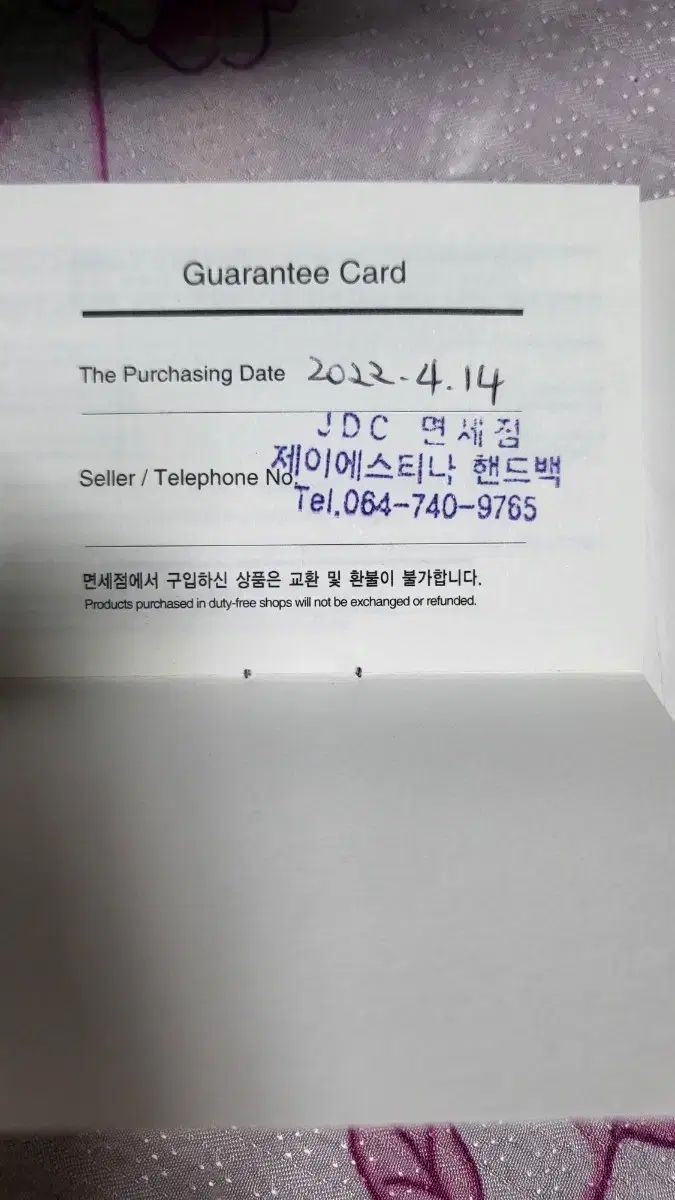 Guarantee Card
The Purchasing Date 2022-4.14
JDC 면세점
제이에스티나 핸드백
Seller / Telephone No.
Tel.064-740-9765
면세점에서 구입하신 상품은 교환 및 환불이 불가합니다.
Products purchased in duty-free shops will not be exchanged or refunded.